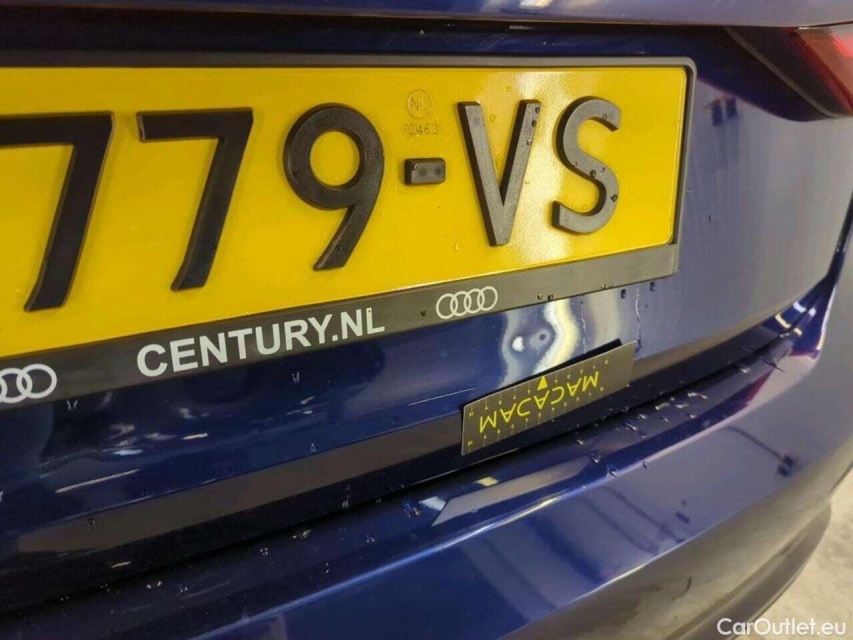 NL
70463
779-VS
CENTURY.NL
MACADAM
CarOutlet.eu